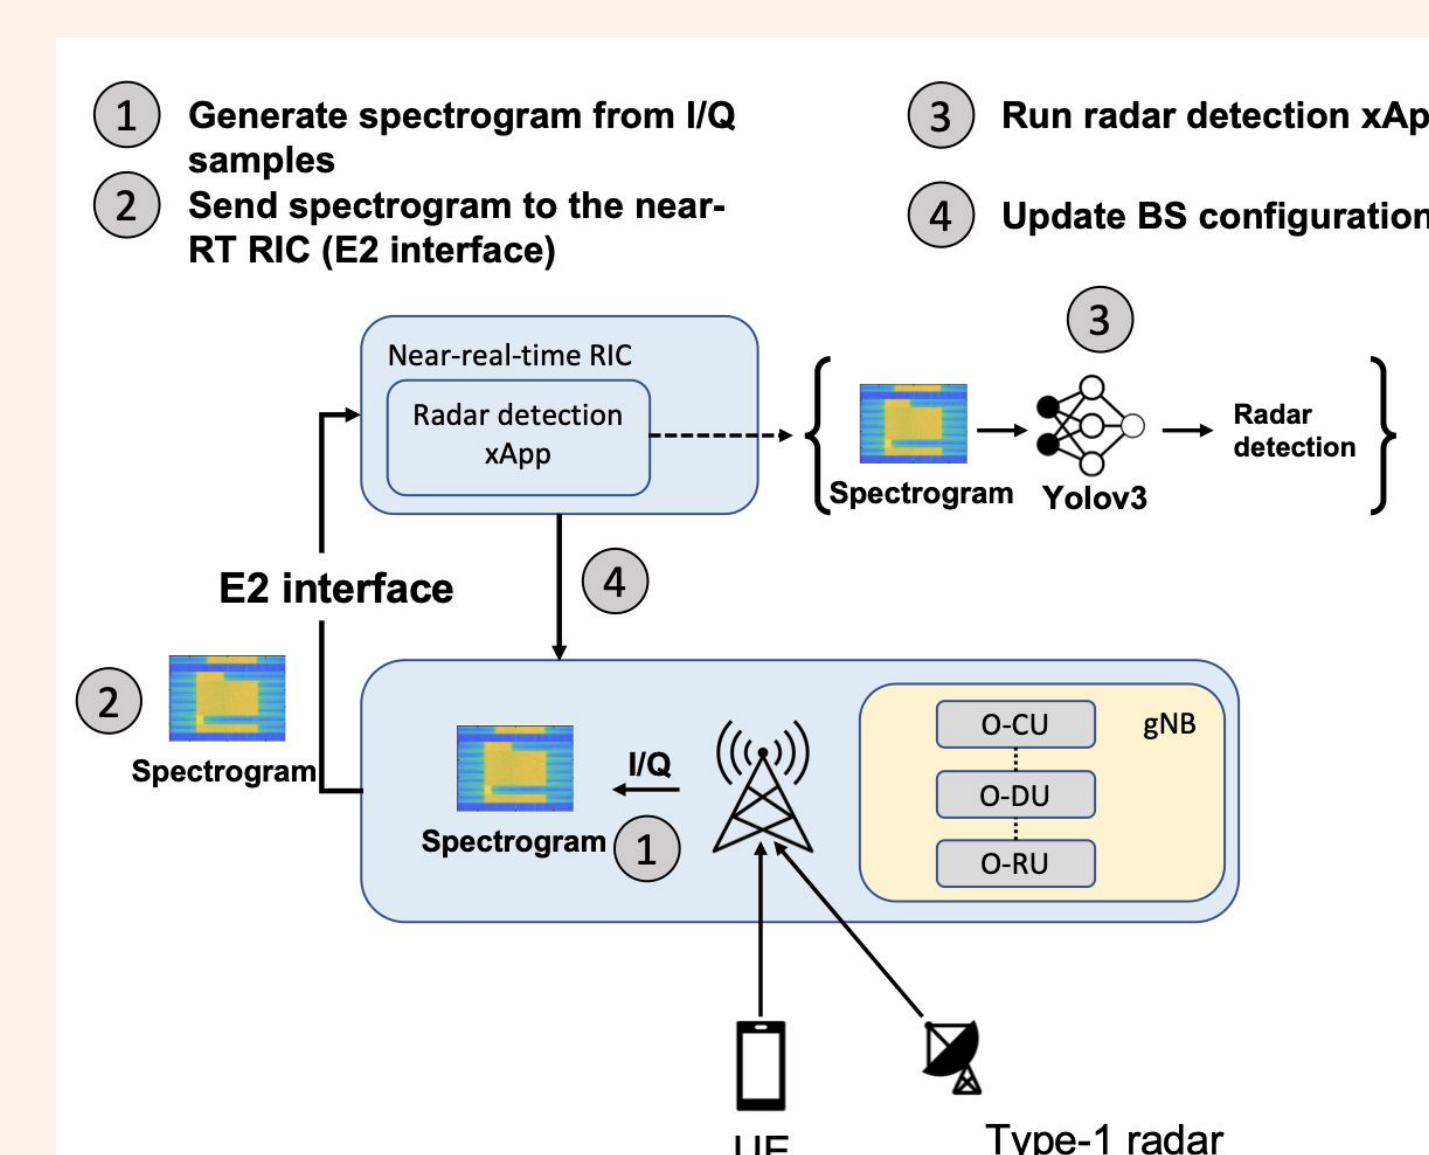 1
Generate spectrogram from I/Q
samples
2
Send spectrogram to the near-
RT RIC (E2 interface)
3
Run radar detection xAp
4
Update BS configuration
3
Near-real-time RIC
Radar detection
xApp
Spectrogram
Yolov3
Radar
detection
E2 interface
4
2
Spectrogram
I/Q
Spectrogram
1
gNB
O-CU
O-DU
O-RU
UE
Type-1 radar